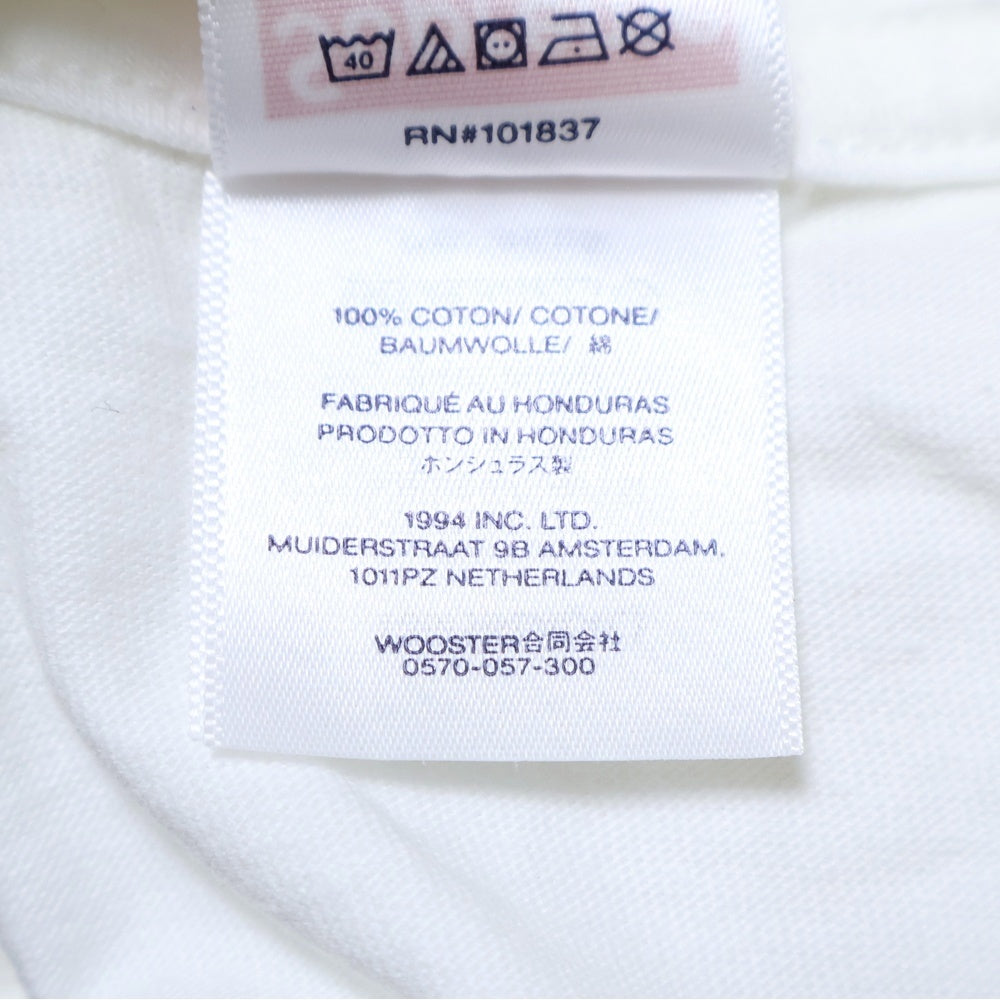 40
RN#101837
100% COTON/ COTONE/
BAUMWOLLE/ 綿
FABRIQUÉ AU HONDURAS
PRODOTTO IN HONDURAS
ホンジュラス製
1994 INC. LTD.
MUIDERSTRAAT 9B AMSTERDAM.
1011PZ NETHERLANDS
WOOSTER合同会社
0570-057-300